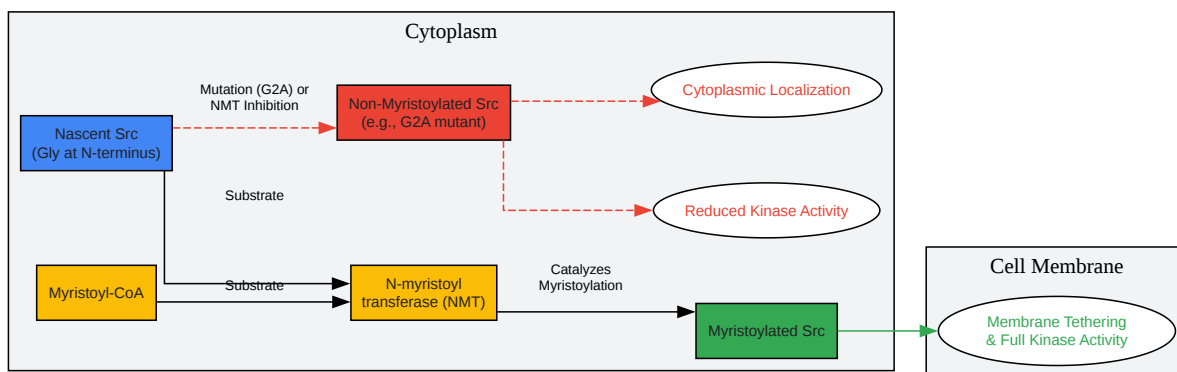 Cytoplasm
Mutation (G2A) or
NMT Inhibition
Cytoplasmic Localization
Non-Myristoylated Src
(e.g., G2A mutant)
Nascent Src
(Gly at N-terminus)
Substrate
Reduced Kinase Activity
Cell Membrane
Myristoyl-CoA
Substrate
N-myristoyl
transferase (NMT)
Catalyzes
Myristoylation
Myristoylated Src
Membrane Tethering
& Full Kinase Activity